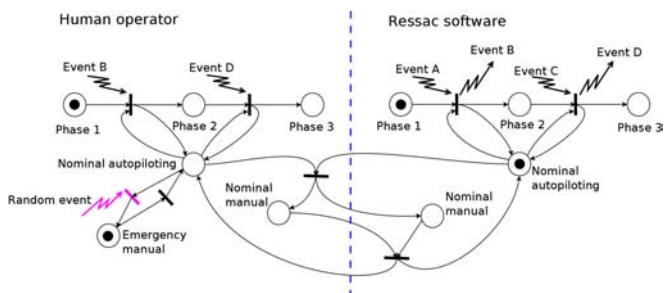 Human operator
Ressac software
Event B
Event D
Event A
Event B
Event C
Event D
Phase 1
Phase 2
Phase 3
Phase 1
Phase 2
Phase 3
Nominal autopiloting
Nominal
autopiloting
Random event
Nominal
manual
Nominal
manual
Emergency
manual